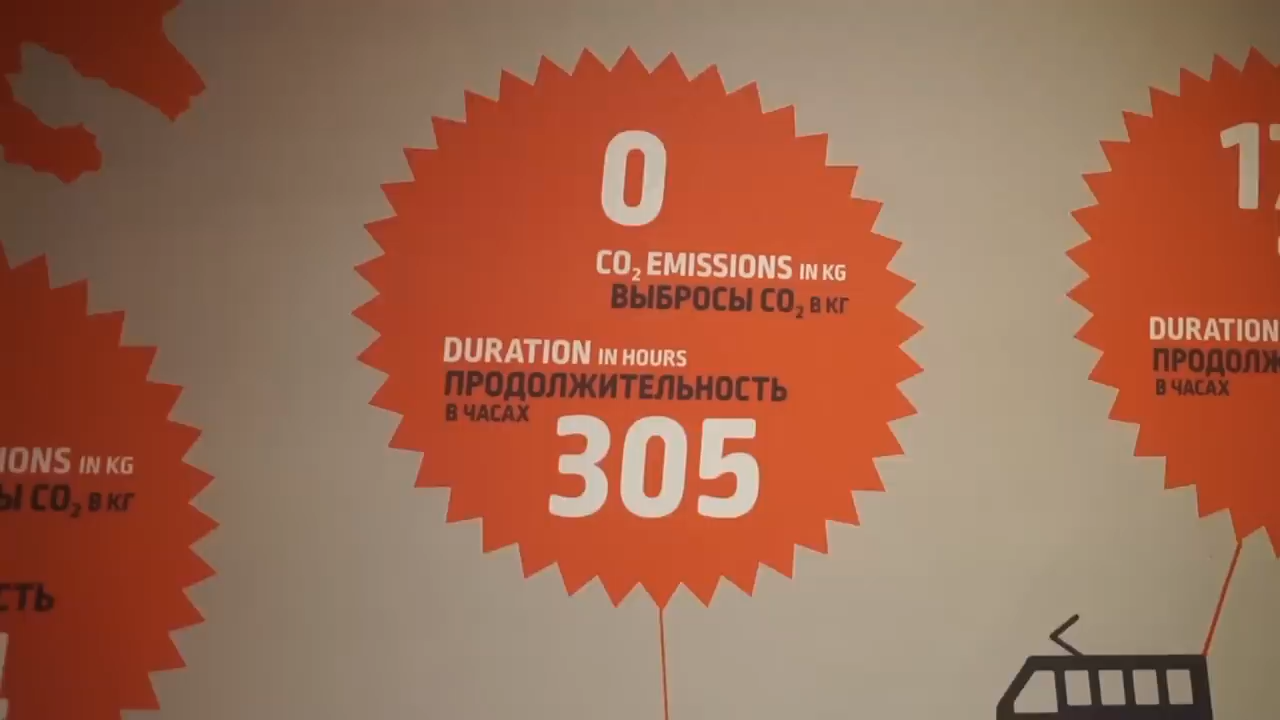 0
CO₂ EMISSIONS IN KG
ВЫБРОСЫ CO₂ В КГ
DURATION IN HOURS
ПРОДОЛЖИТЕЛЬНОСТЬ
В ЧАСАХ
305
IN KG
CO₂ В КГ
DURATION
В ЧАСАХ